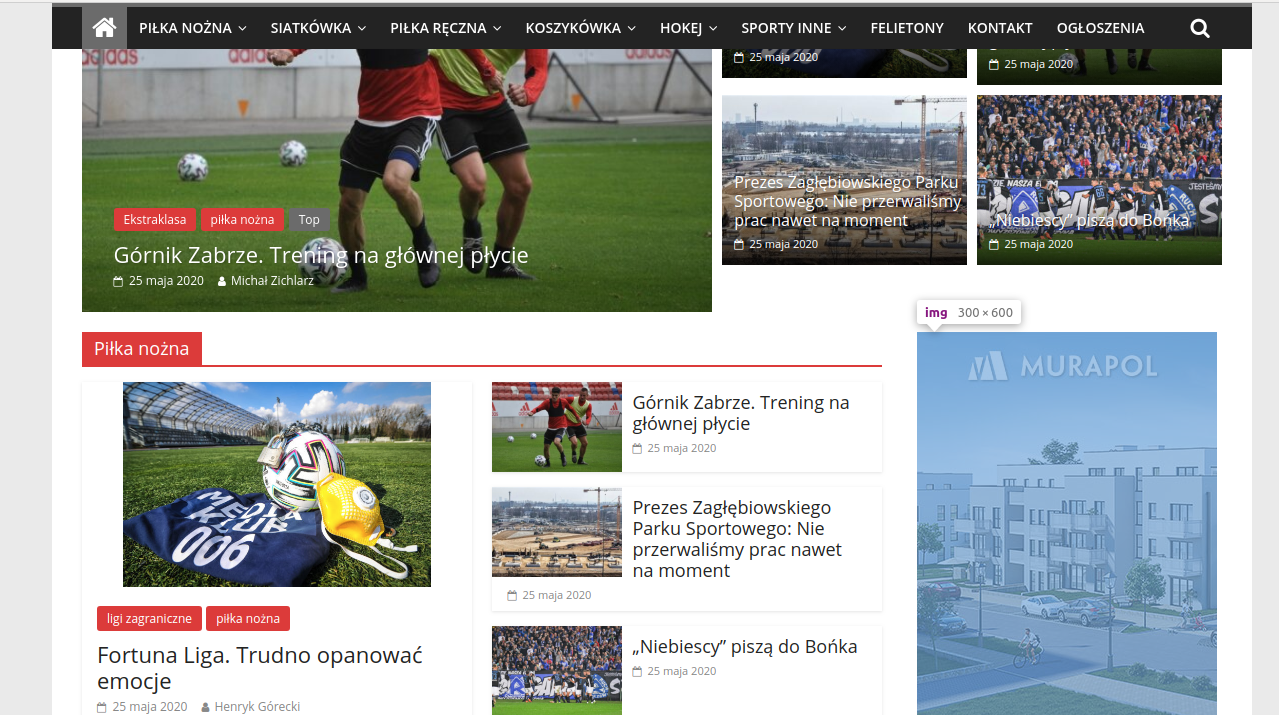 PIŁKA NOŻNA SIATKÓWKA PIŁKA RĘCZNA KOSZYKÓWKA HOKEJ SPORTY INNE FELIETONY KONTAKT OGŁOSZENIA
adidas
Ekstraklasa piłka nożna Top
Górnik Zabrze. Trening na głównej płycie
25 maja 2020 Michał Zichlarz
25 maja 2020
25 maja 2020
Prezes Zagłębiowskiego Parku
Sportowego: Nie przerwaliśmy
prac nawet na moment
25 maja 2020
„Niebiescy” piszą do Bońka
25 maja 2020
img 300 × 600
Piłka nożna
MEDIA
KLUB
006
ligi zagraniczne piłka nożna
Fortuna Liga. Trudno opanować
emocje
25 maja 2020 Henryk Górecki
Górnik Zabrze. Trening na
głównej płycie
25 maja 2020
Prezes Zagłębiowskiego
Parku Sportowego: Nie
przerwaliśmy prac nawet
na moment
25 maja 2020
„Niebiescy” piszą do Bońka
25 maja 2020
MURAPOL